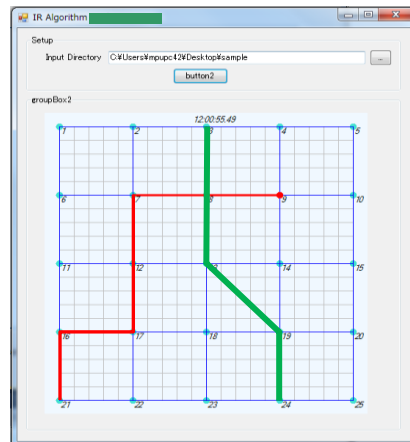 IR Algorithm
Setup
Input Directory C:¥Users¥mpupc42¥Desktop¥sample ...
button2
groupBox2
12:00:55.49
1 2 3 4 5
6 7 8 9 10
11 12 13 14 15
16 17 18 19 20
21 22 23 24 25